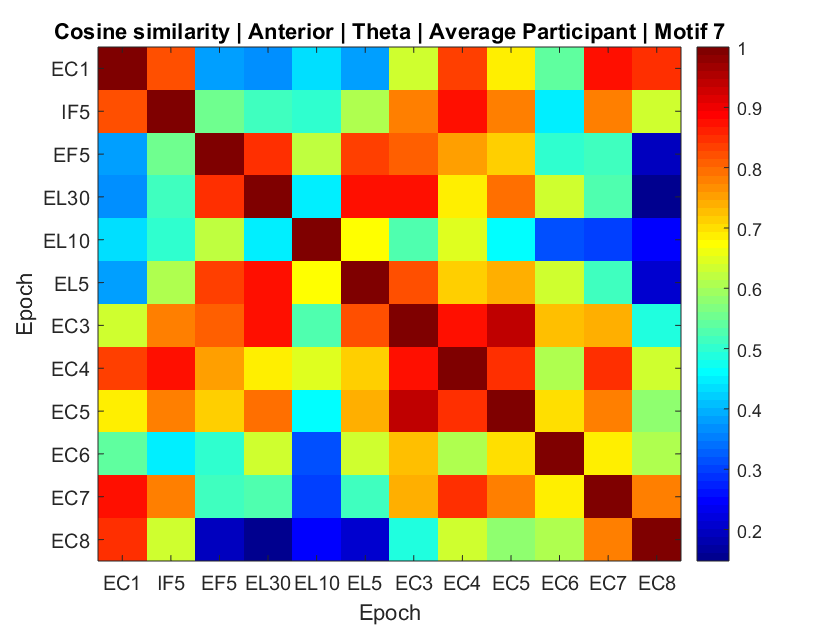 Cosine similarity | Anterior | Theta | Average Participant | Motif 7
EC1
IF5
EF5
EL30
EL10
EL5
EC3
EC4
EC5
EC6
EC7
EC8
Epoch
EC1 IF5 EF5 EL30 EL10 EL5 EC3 EC4 EC5 EC6 EC7 EC8
Epoch
1
0.9
0.8
0.7
0.6
0.5
0.4
0.3
0.2